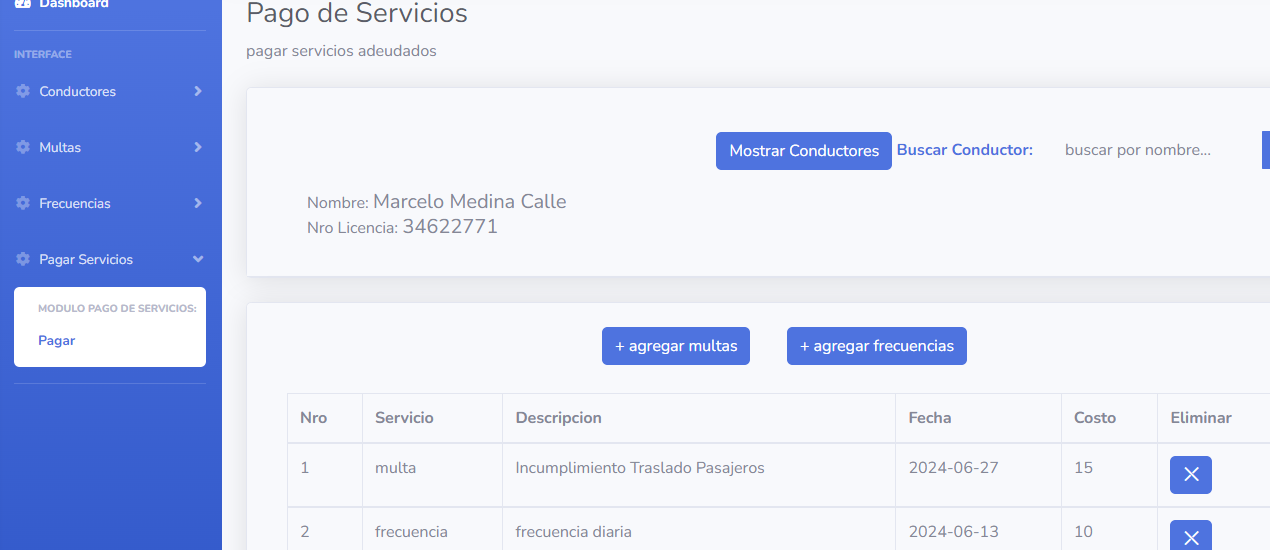 Dashboard
INTERFACE
Conductores
Multas
Frecuencias
Pagar Servicios
MODULO PAGO DE SERVICIOS:
Pagar
Pago de Servicios
pagar servicios adeudados
Mostrar Conductores Buscar Conductor: buscar por nombre...
Nombre: Marcelo Medina Calle
Nro Licencia: 34622771
+ agregar multas + agregar frecuencias
Nro Servicio Descripcion Fecha Costo Eliminar
1 multa Incumplimiento Traslado Pasajeros 2024-06-27 15
2 frecuencia frecuencia diaria 2024-06-13 10